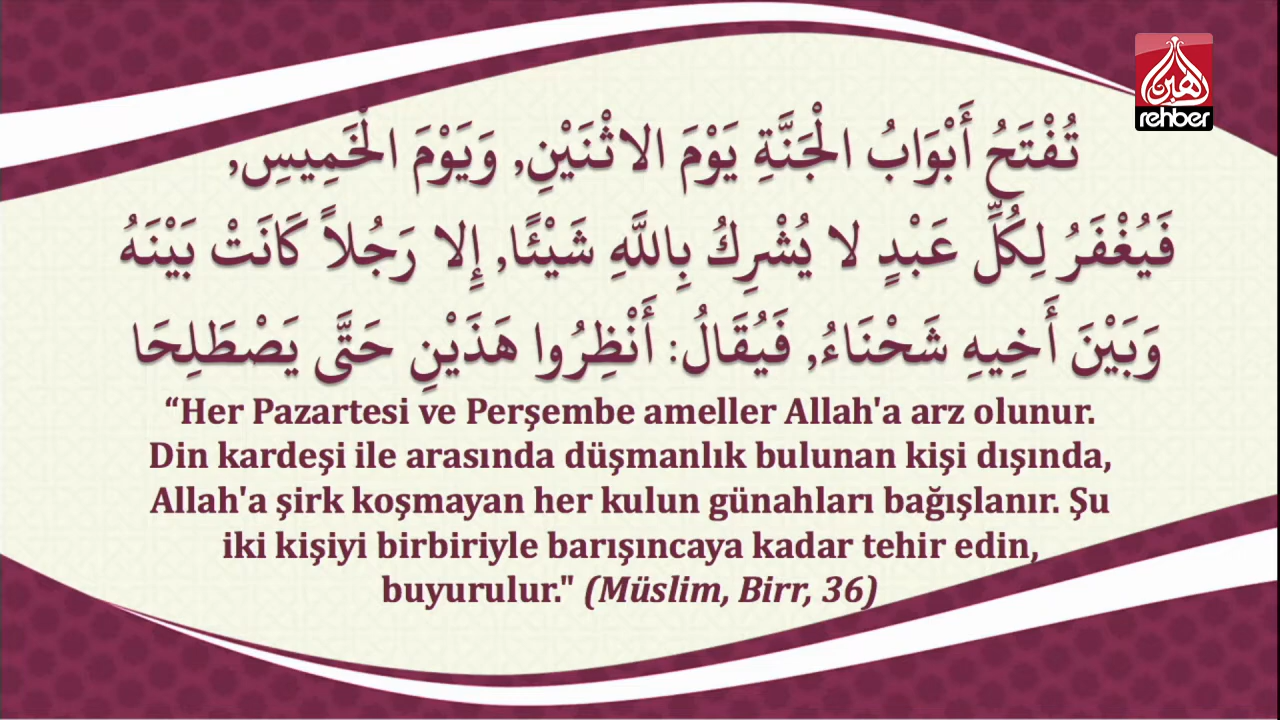 رهبر
rehber
تُفْتَحُ أَبْوَابُ الْجَنَّةِ يَوْمَ الاثْنَيْنِ, وَيَوْمَ الْخَمِيسِ,
فَيُغْفَرُ لِكُلِّ عَبْدٍ لا يُشْرِكُ بِاللَّهِ شَيْئًا, إِلا رَجُلاً كَانَتْ بَيْنَهُ
وَبَيْنَ أَخِيهِ شَحْنَاءُ, فَيُقَالُ: أَنْظِرُوا هَذَيْنِ حَتَّى يَصْطَلِحَا
“Her Pazartesi ve Perşembe ameller Allah'a arz olunur.
Din kardeşi ile arasında düşmanlık bulunan kişi dışında,
Allah'a şirk koşmayan her kulun günahları bağışlanır. Şu
iki kişiyi birbiriyle barışıncaya kadar tehir edin,
buyurulur." (Müslim, Birr, 36)